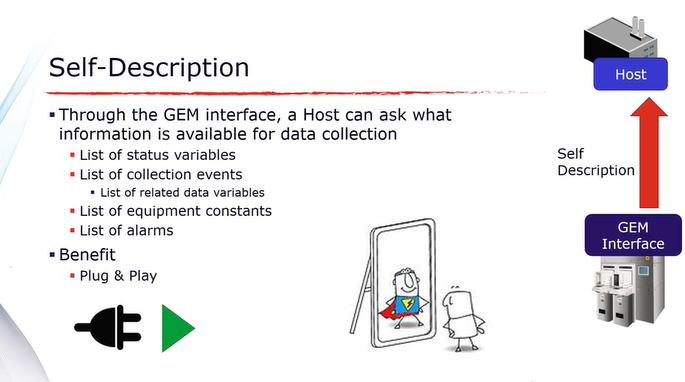 Self-Description
Through the GEM interface, a Host can ask what
information is available for data collection
List of status variables
List of collection events
List of related data variables
List of equipment constants
List of alarms
Benefit
Plug & Play
Host
Self
Description
GEM
Interface